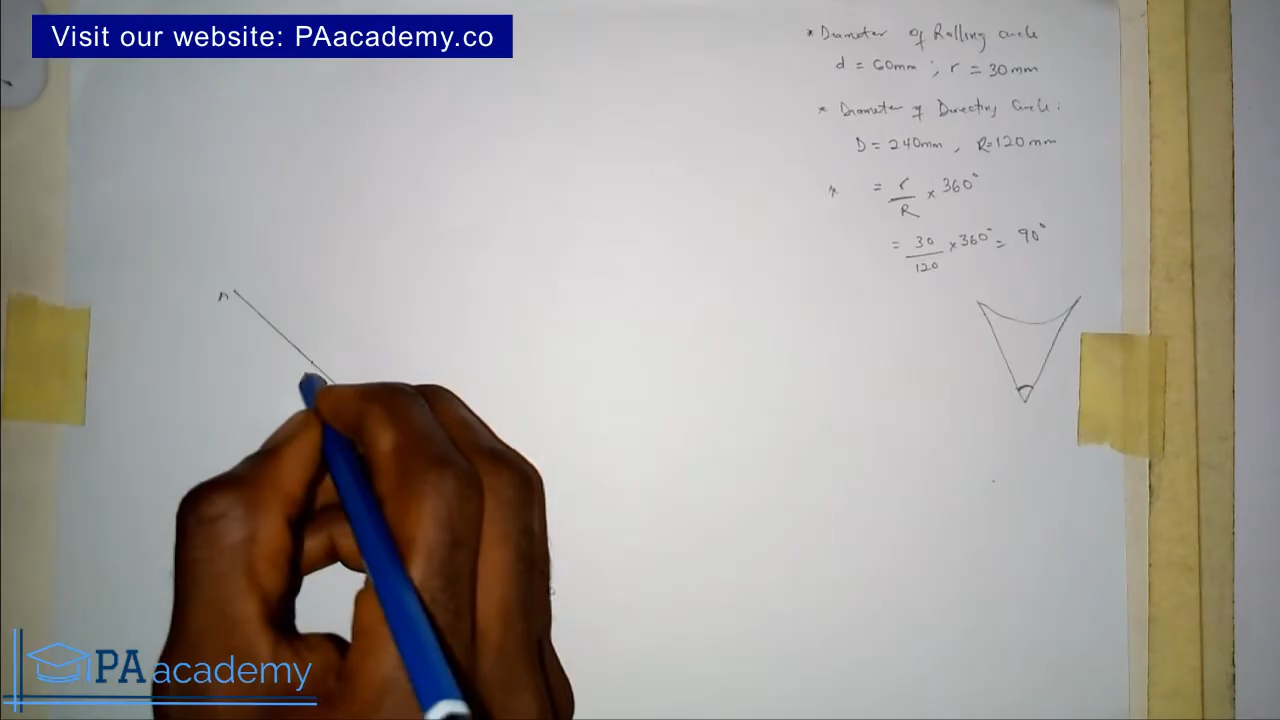 Visit our website: PAacademy.co
* Diameter of Rolling circle
d = 60mm ; r = 30mm
* Diameter of Directing circle:
D = 240mm, R=120mm
* = r/R × 360°
= 30/120 × 360° = 90°
A
PA academy